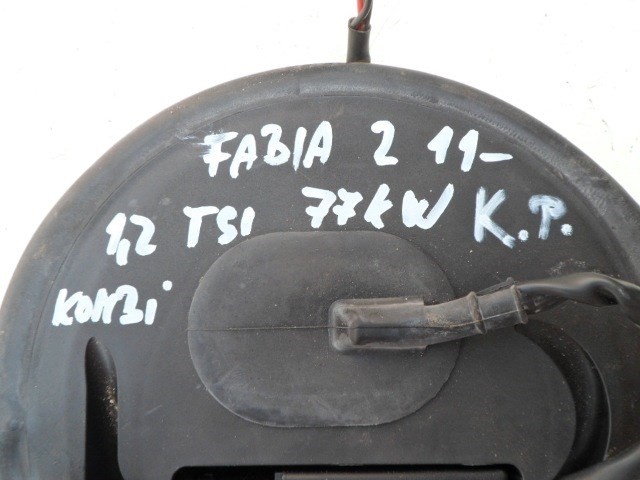 FABIA 2 11-
1,2 TSI 77kW K.P.
KOMBi